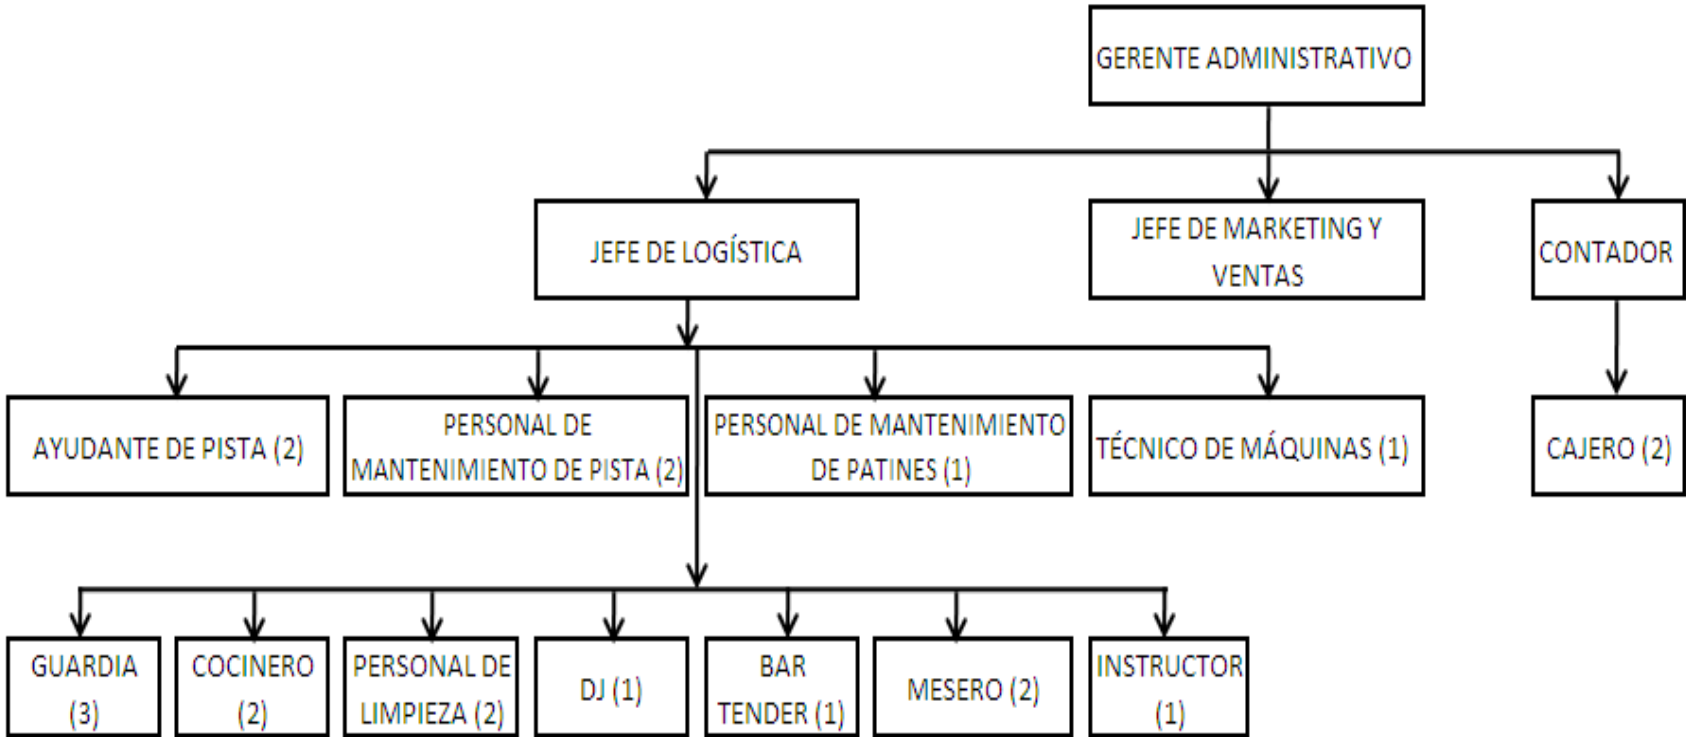 GERENTE ADMINISTRATIVO
JEFE DE LOGÍSTICA
JEFE DE MARKETING Y
VENTAS
CONTADOR
AYUDANTE DE PISTA (2)
PERSONAL DE
MANTENIMIENTO DE PISTA (2)
PERSONAL DE MANTENIMIENTO
DE PATINES (1)
TÉCNICO DE MÁQUINAS (1)
CAJERO (2)
GUARDIA
(3)
COCINERO
(2)
PERSONAL DE
LIMPIEZA (2)
DJ (1)
BAR
TENDER (1)
MESERO (2)
INSTRUCTOR
(1)